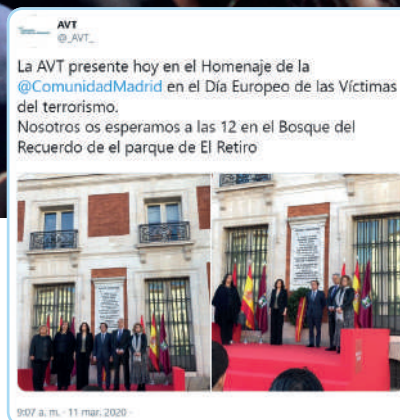 AVT
@_AVT_
La AVT presente hoy en el Homenaje de la
@ComunidadMadrid en el Día Europeo de las Víctimas
del terrorismo.
Nosotros os esperamos a las 12 en el Bosque del
Recuerdo de el parque de El Retiro
9:07 a. m. · 11 mar. 2020 ·